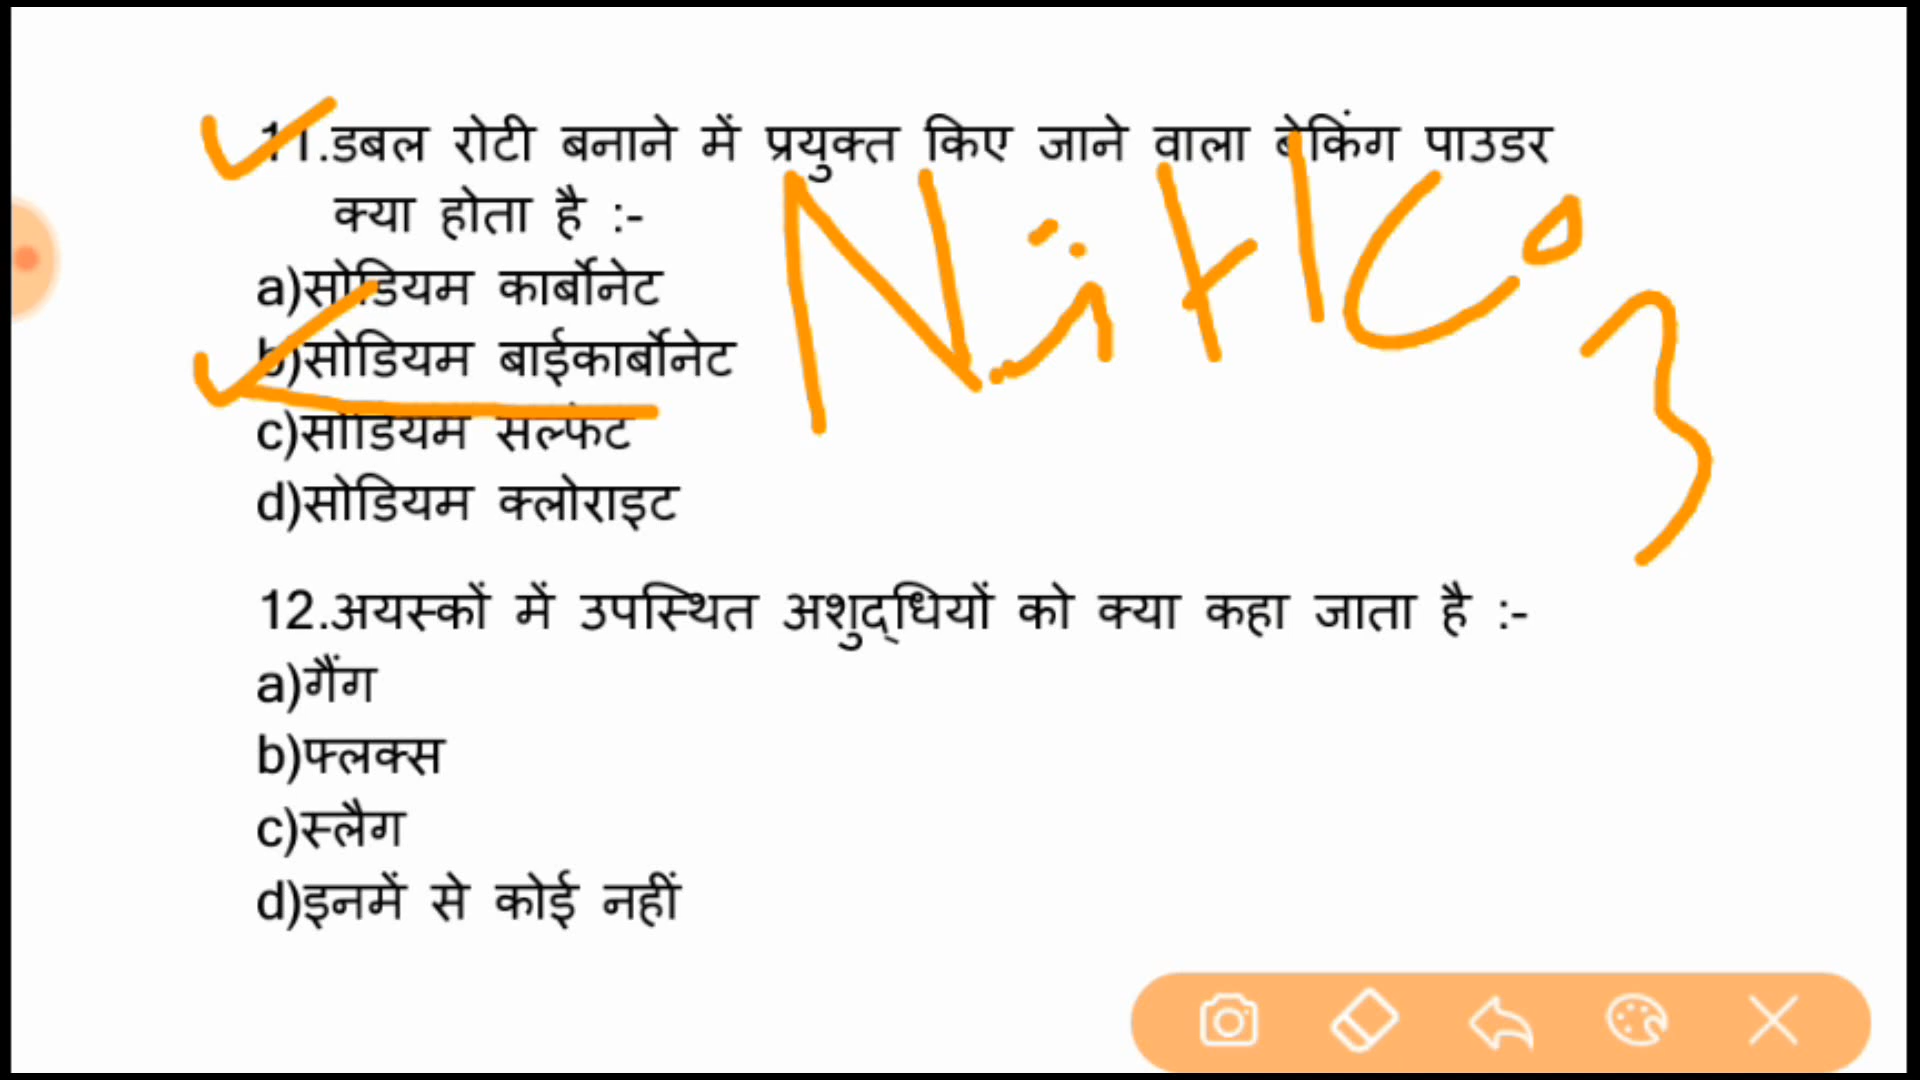 11.डबल रोटी बनाने में प्रयुक्त किए जाने वाला बेकिंग पाउडर
क्या होता है :-
a)सोडियम कार्बोनेट
b)सोडियम बाईकार्बोनेट
c)सोडियम सल्फेट
d)सोडियम क्लोराइट
12.अयस्कों में उपस्थित अशुद्धियों को क्या कहा जाता है :-
a)गैंग
b)फ्लक्स
c)स्लैग
d)इनमें से कोई नहीं